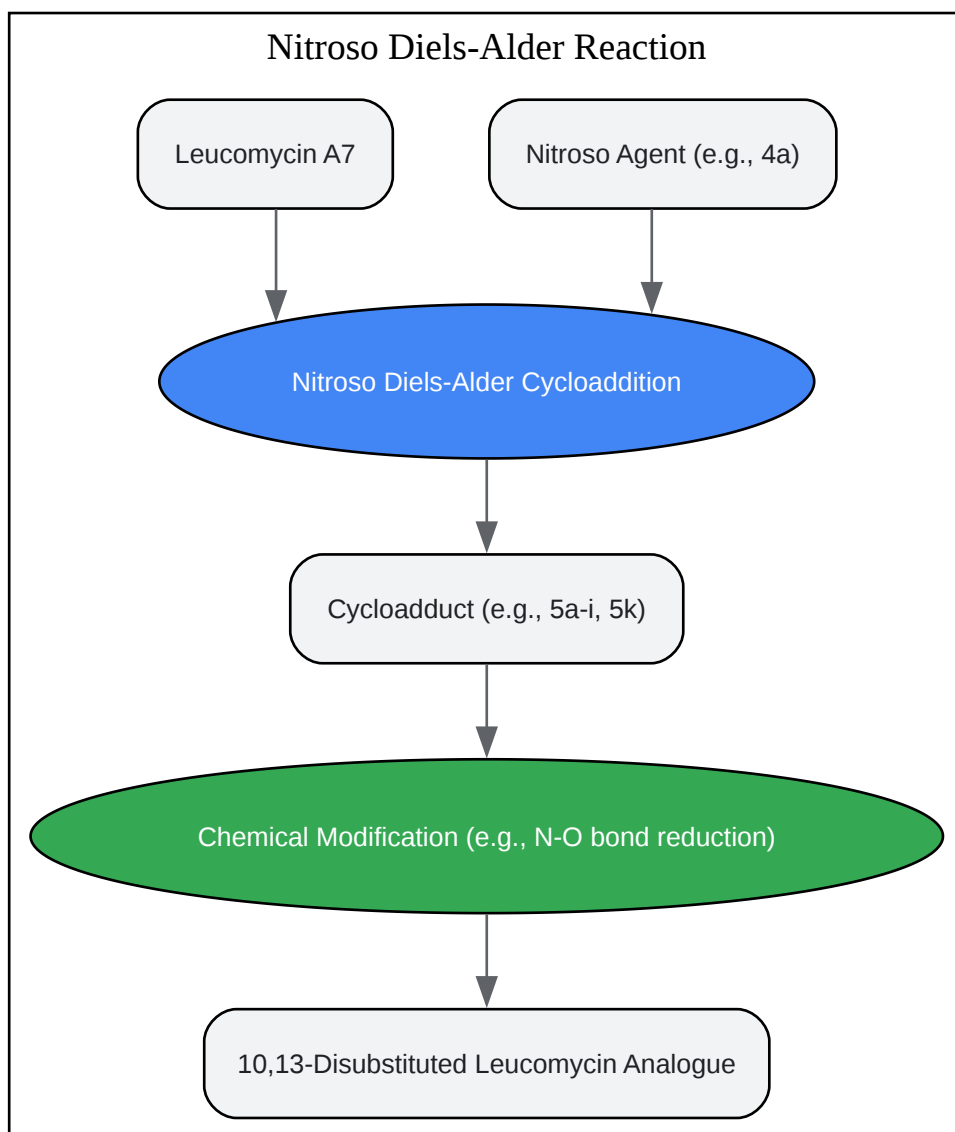 Nitroso Diels-Alder Reaction
Leucomycin A7
Nitroso Agent (e.g., 4a)
Nitroso Diels-Alder Cycloaddition
Cycloadduct (e.g., 5a-i, 5k)
Chemical Modification (e.g., N-O bond reduction)
10,13-Disubstituted Leucomycin Analogue